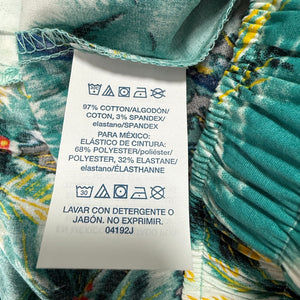 97% COTTON/ALGODÓN/
COTON, 3% SPANDEX/
elastano/SPANDEX
PARA MÉXICO:
ELÁSTICO DE CINTURA:
68% POLYESTER/poliéster/
POLYESTER, 32% ELASTANE/
elastano/ÉLASTHANNE
30
LAVAR CON DETERGENTE O
JABÓN. NO EXPRIMIR.
04192J